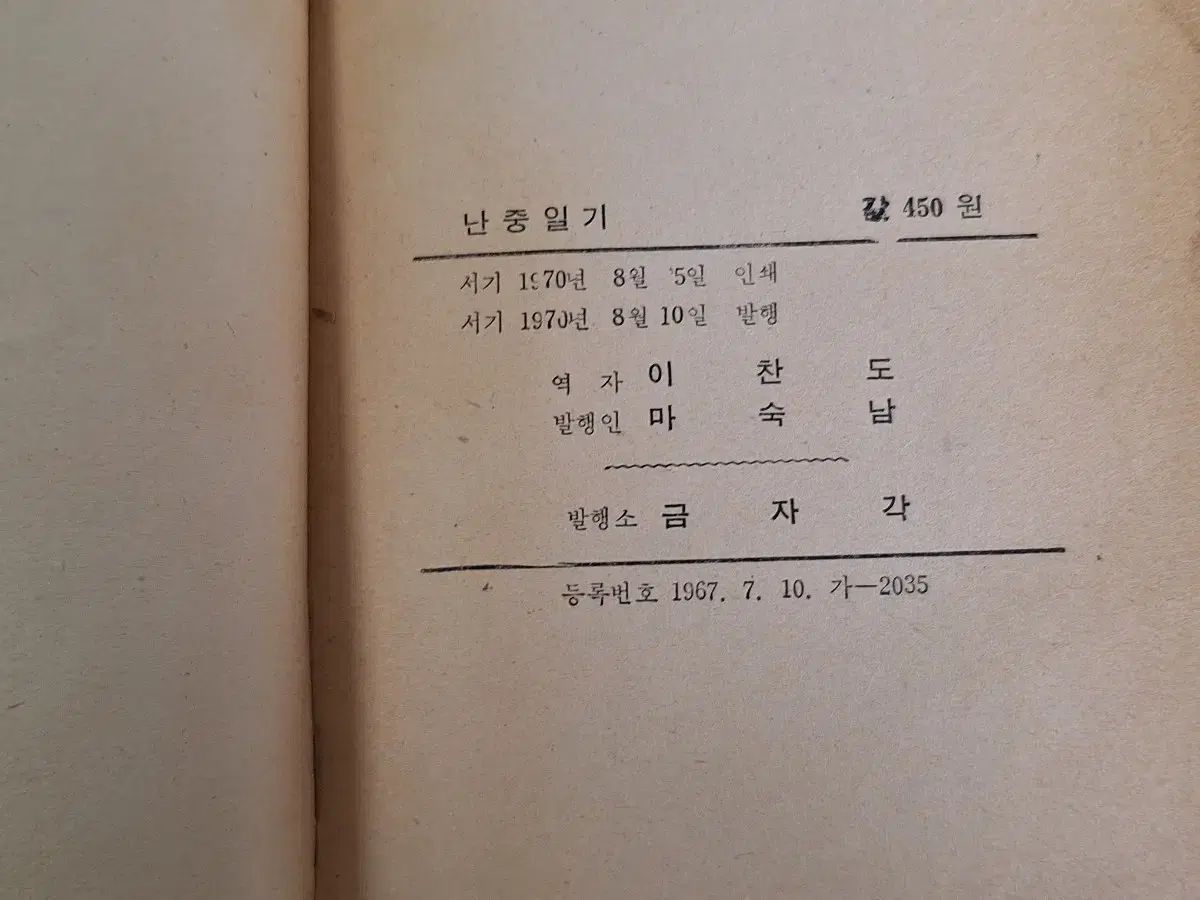 난중일기 값 450 원
서기 1970년 8월 5일 인쇄
서기 1970년 8월 10일 발행
역 자 이 찬 도
발행인 마 숙 남
발행소 금 자 각
등록번호 1967. 7. 10. 가—2035